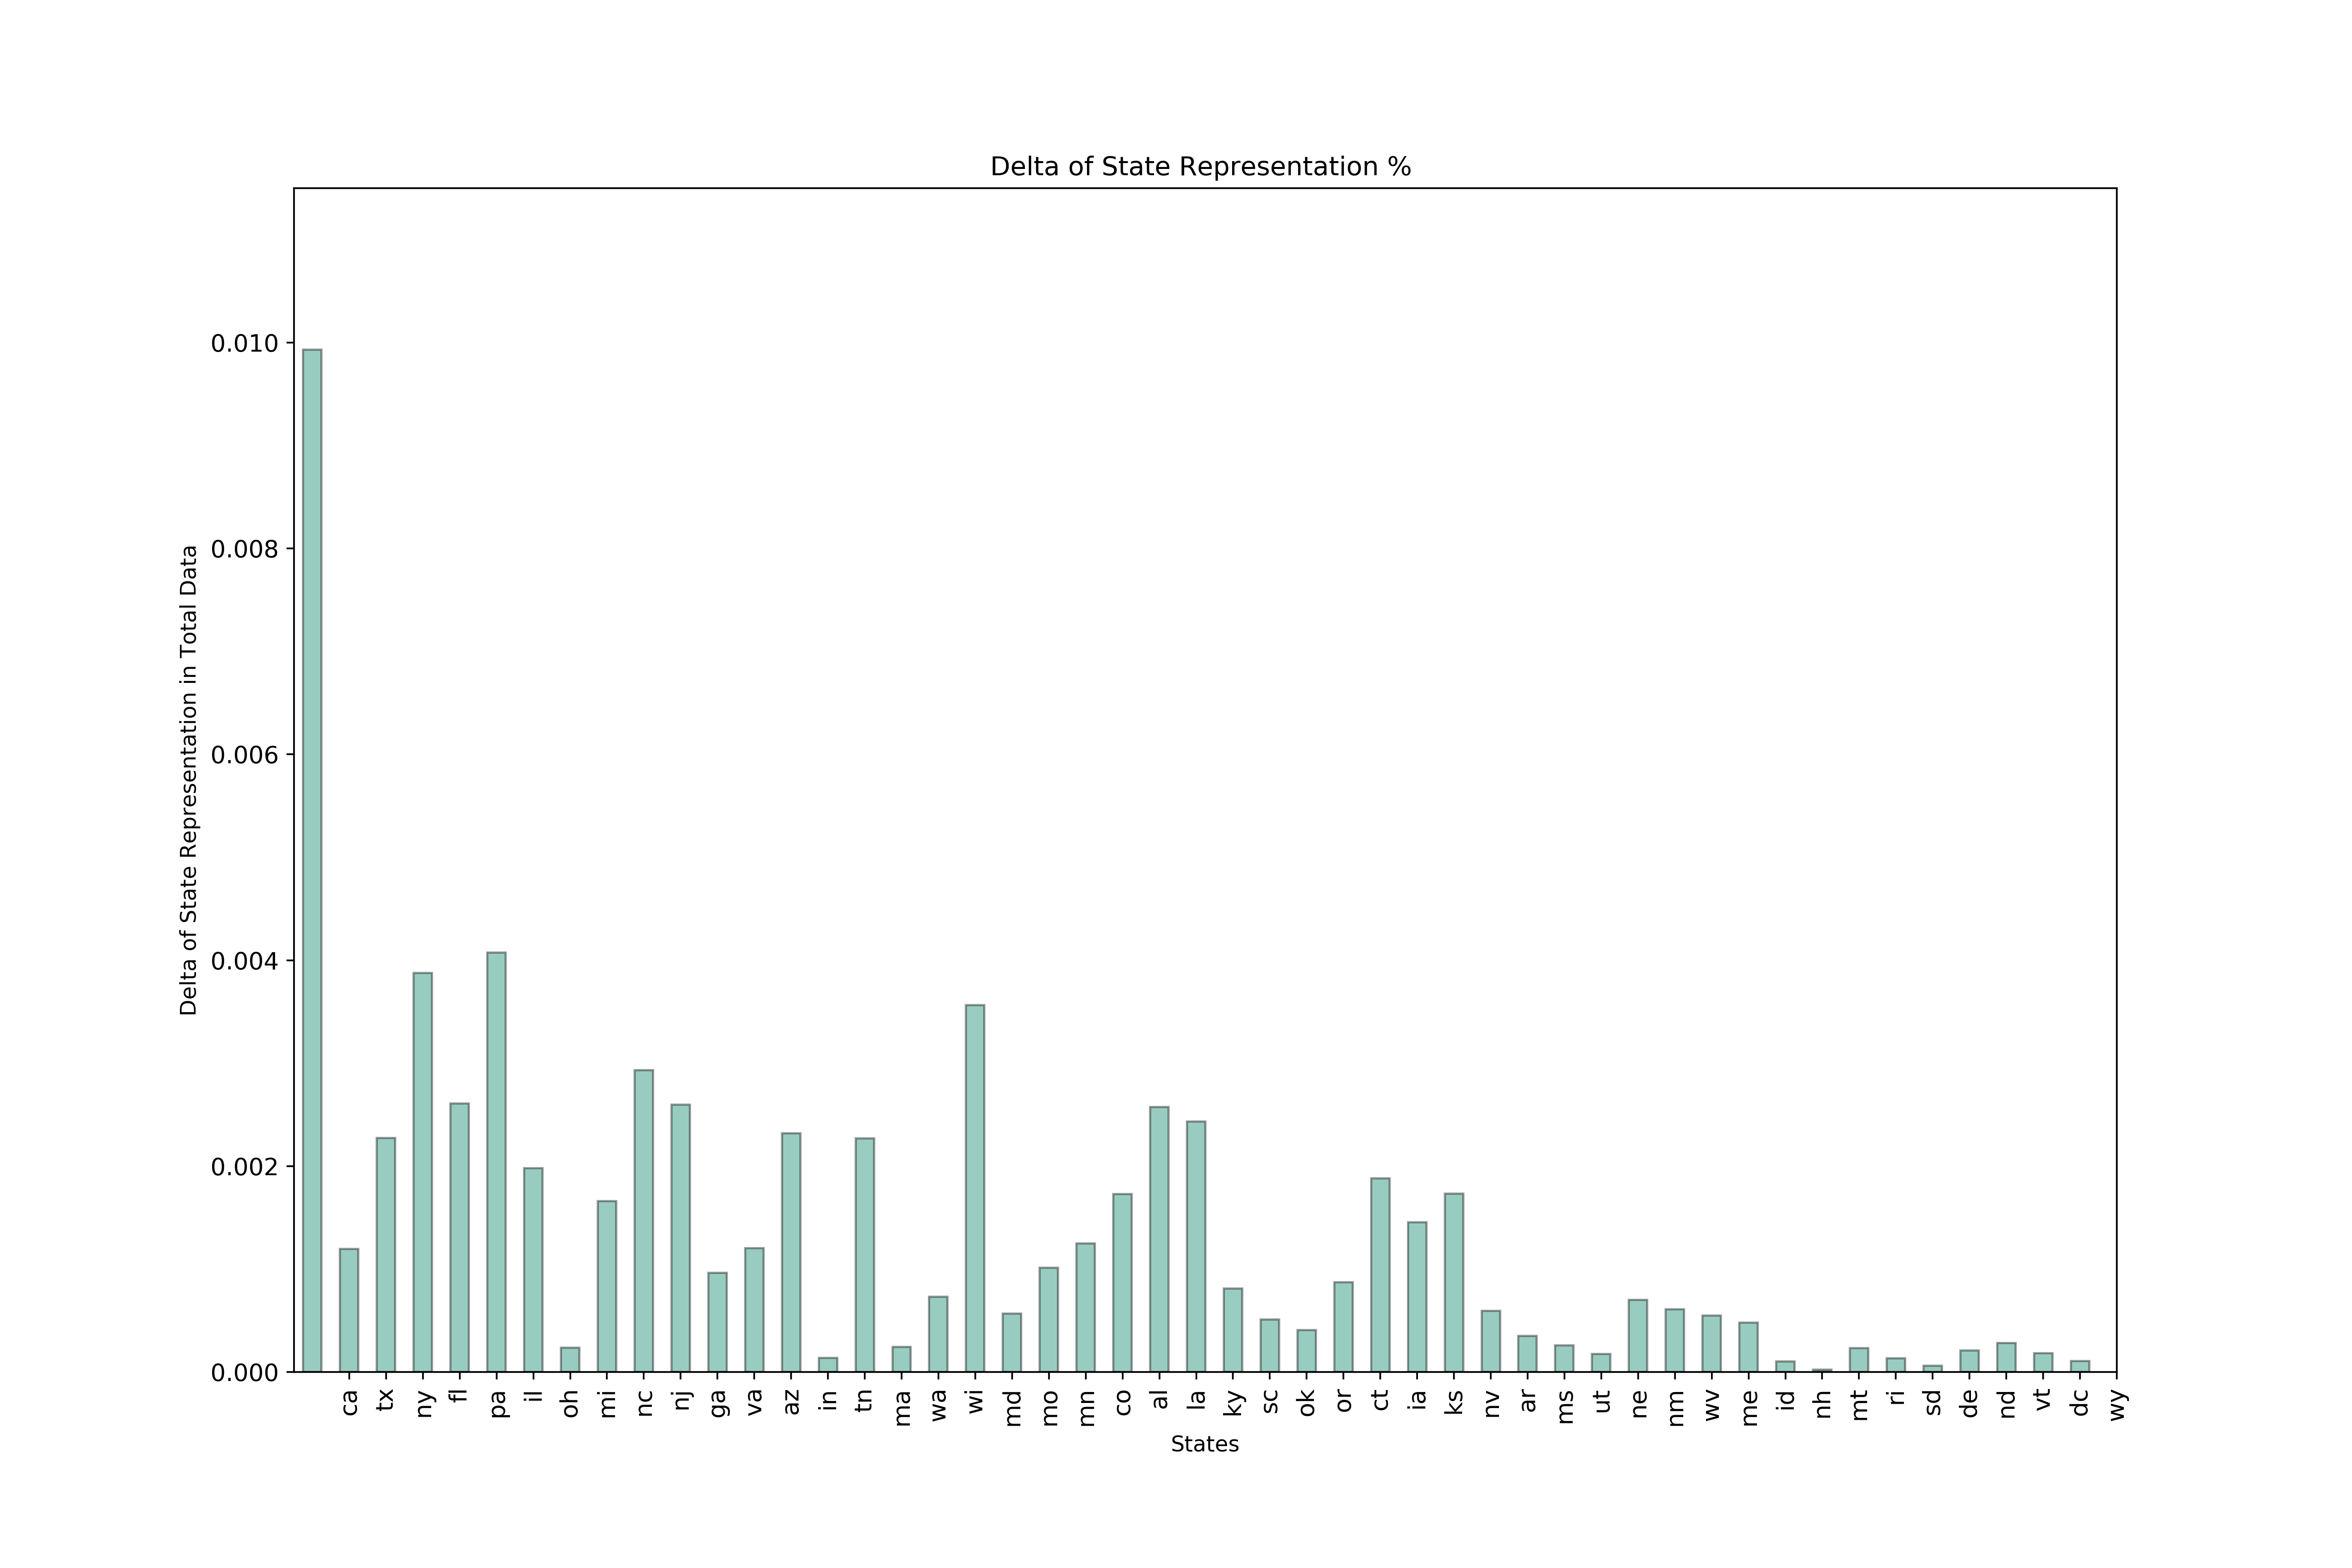 Delta of State Representation %
Delta of State Representation in Total Data
0.010
0.008
0.006
0.004
0.002
0.000
ca tx ny fl pa il oh mi nc nj ga va az in tn ma wa wi md mo mn co al la ky sc ok or ct ia ks nv ar ms ut ne nm wv me id nh mt ri sd de nd vt dc wy
States